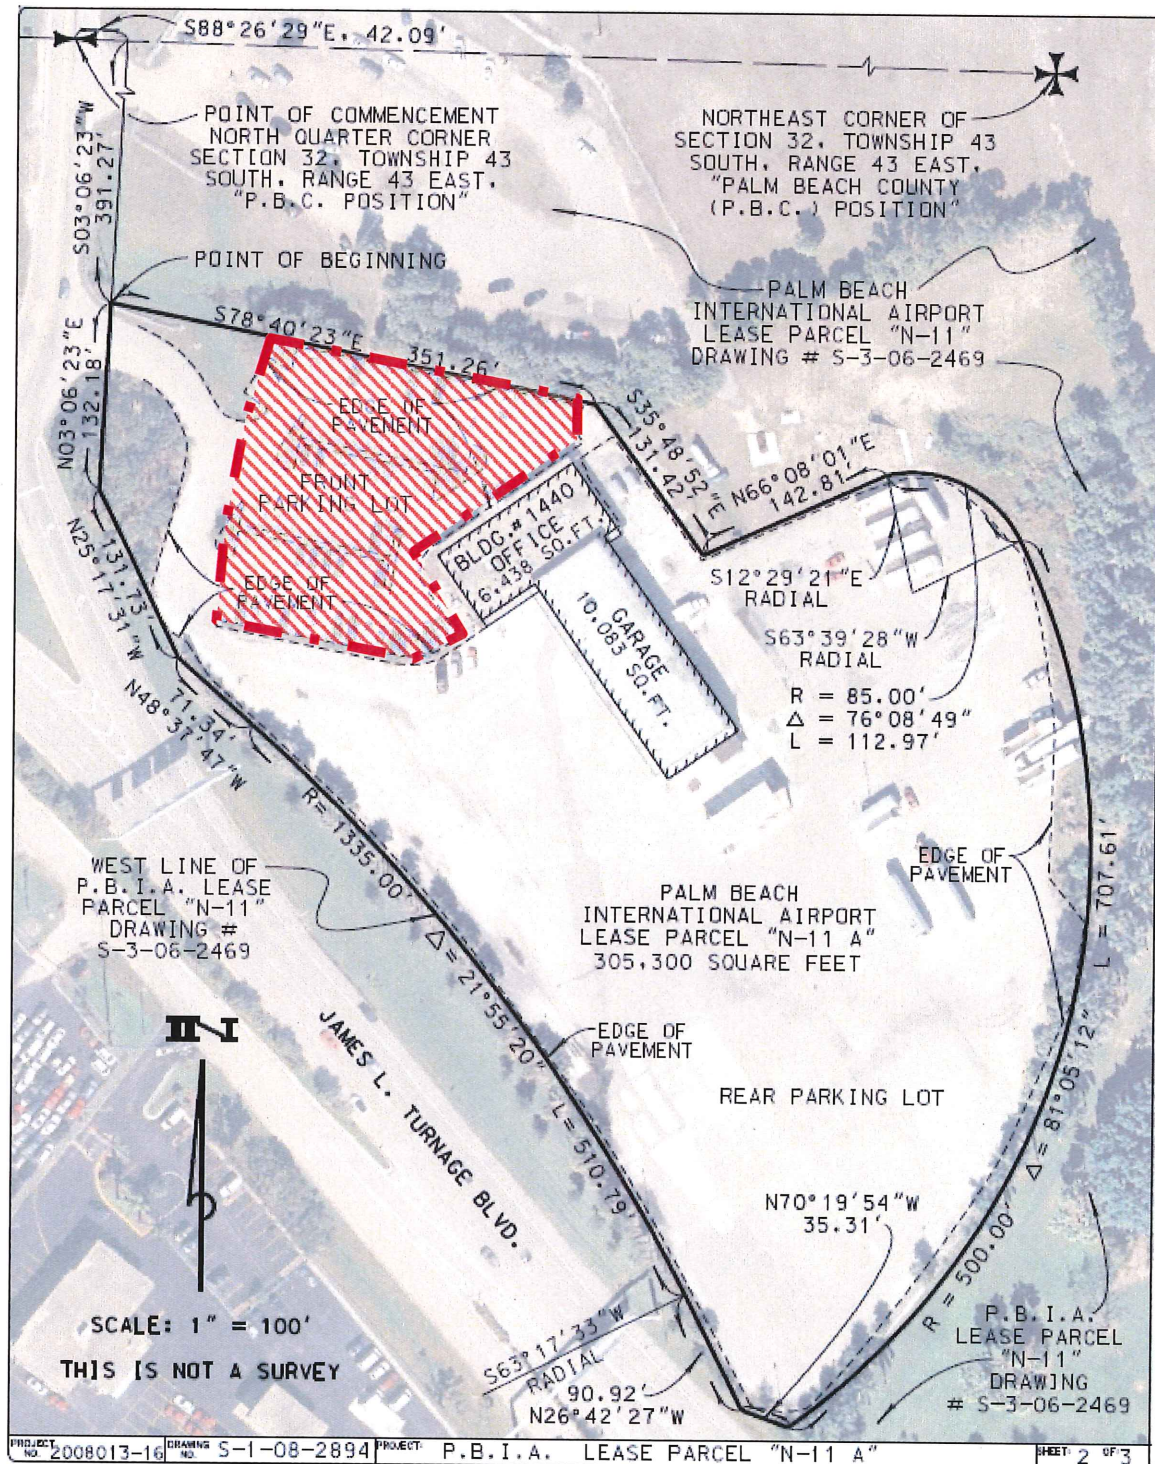 S88°26'29"E, 42.09'
S03°06'23"W
391.27'
POINT OF COMMENCEMENT
NORTH QUARTER CORNER
SECTION 32, TOWNSHIP 43
SOUTH, RANGE 43 EAST,
"P.B.C. POSITION"
NORTHEAST CORNER OF
SECTION 32, TOWNSHIP 43
SOUTH, RANGE 43 EAST,
"PALM BEACH COUNTY
(P.B.C.) POSITION"
POINT OF BEGINNING
PALM BEACH
INTERNATIONAL AIRPORT
LEASE PARCEL "N-11"
DRAWING # S-3-06-2469
S78°40'23"E
351.26'
N03°06'23"E
132.18'
EDGE OF
PAVEMENT
FRONT
PARKING LOT
EDGE OF
PAVEMENT
S35°48'52"E
131.42'
N66°08'01"E
142.81'
BLDG.# 1440
OFFICE
6,438 SQ.FT.
GARAGE
10,083 SQ.FT.
N25°17'31"W
131.73'
S12°29'21"E
RADIAL
S63°39'28"W
RADIAL
R = 85.00'
Δ = 76°08'49"
L = 112.97'
71.34'
N48°37'47"W
R= 1335.00'
Δ= 21°55'20"
L= 510.79'
WEST LINE OF
P.B.I.A. LEASE
PARCEL "N-11"
DRAWING #
S-3-06-2469
EDGE OF
PAVEMENT
L = 707.61'
PALM BEACH
INTERNATIONAL AIRPORT
LEASE PARCEL "N-11 A"
305,300 SQUARE FEET
N
JAMES L. TURNAGE BLVD.
EDGE OF
PAVEMENT
REAR PARKING LOT
Δ= 81°05'12"
N70°19'54"W
35.31'
R = 500.00'
SCALE: 1" = 100'
THIS IS NOT A SURVEY
S63°17'33"W
RADIAL
90.92'
N26°42'27"W
P.B.I.A.
LEASE PARCEL
"N-11"
DRAWING
# S-3-06-2469
PROJECT NO. 2008013-16 DRAWING NO. S-1-08-2894 PROJECT: P.B.I.A. LEASE PARCEL "N-11 A" SHEET: 2 OF: 3